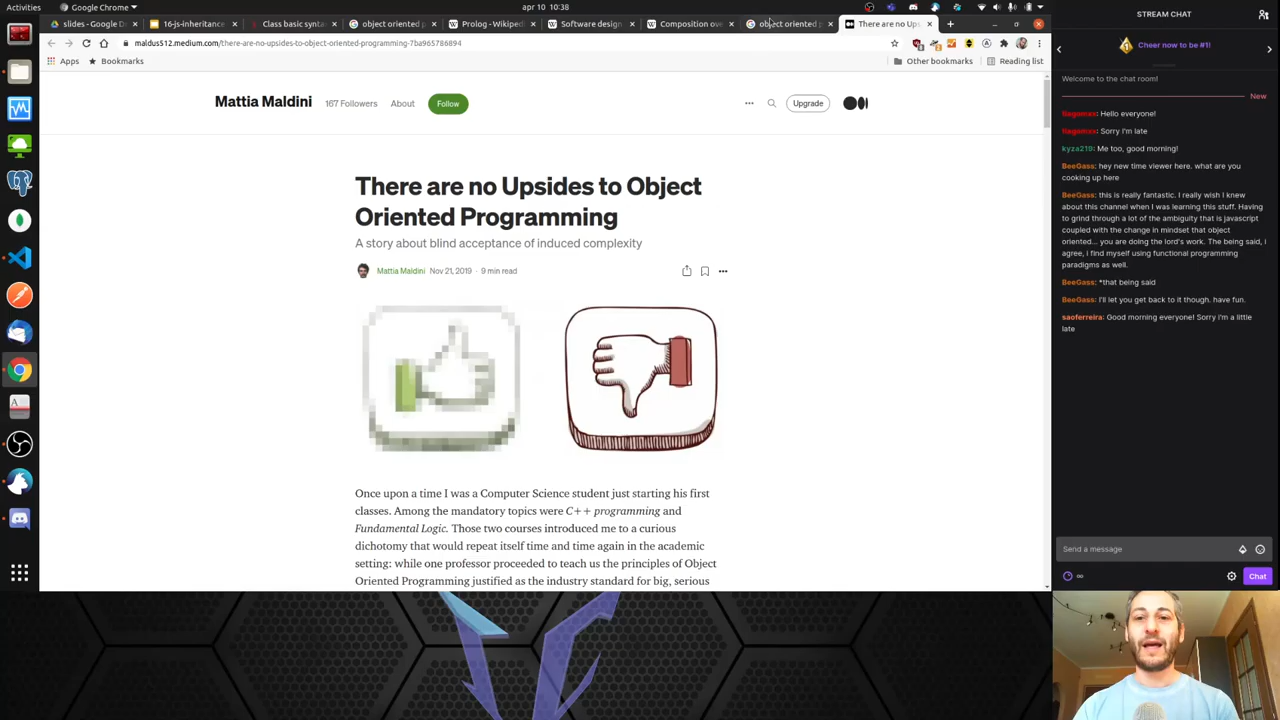 Activities
Google Chrome
apr 10 10:38
slides - Google D
16-js-inheritance
Class basic synta
object oriented p
Prolog - Wikiped
Software design
Composition ove
object oriented p
There are no Ups
maldus512.medium.com/there-are-no-upsides-to-object-oriented-programming-7ba965786894
Apps
Bookmarks
Other bookmarks
Reading list
Mattia Maldini
167 Followers
About
Follow
Upgrade
There are no Upsides to Object
Oriented Programming
A story about blind acceptance of induced complexity
Mattia Maldini
Nov 21, 2019 · 9 min read
Once upon a time I was a Computer Science student just starting his first
classes. Among the mandatory topics were C++ programming and
Fundamental Logic. Those two courses introduced me to a curious
dichotomy that would repeat itself time and time again in the academic
setting: while one professor proceeded to teach us the principles of Object
Oriented Programming justified as the industry standard for big, serious
STREAM CHAT
Cheer now to be #1!
Welcome to the chat room!
New
: Hello everyone!
: Sorry I'm late
kyza219: Me too, good morning!
BeeGass: hey new time viewer here. what are you
cooking up here
BeeGass: this is really fantastic. I really wish I knew
about this channel when I was learning this stuff. Having
to grind through a lot of the ambiguity that is javascript
coupled with the change in mindset that object
oriented... you are doing the lord's work. The being said, i
agree, i find myself using functional programming
paradigms as well.
BeeGass: *that being said
BeeGass: I'll let you get back to it though. have fun.
saoferreira: Good morning everyone! Sorry i'm a little
late
Send a message
Chat